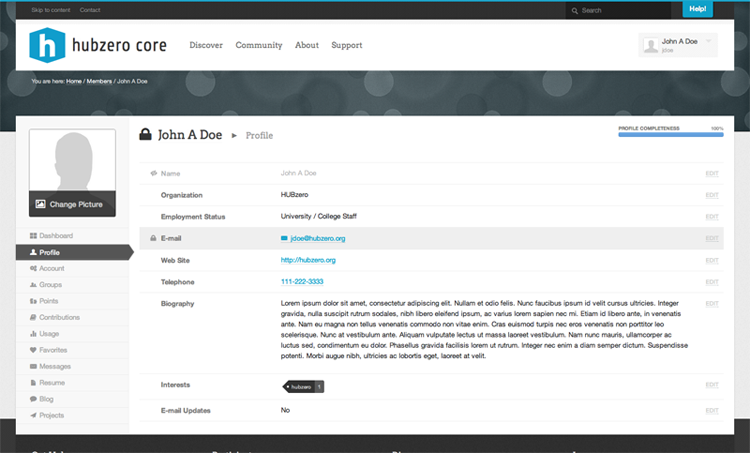 Skip to content Contact Search Help!
h hubzero core Discover Community About Support John A Doe
jdoe
You are here: Home / Members / John A Doe
John A Doe ▸ Profile PROFILE COMPLETENESS 100%
Change Picture
Dashboard
Profile
Account
Groups
Points
Contributions
Usage
Favorites
Messages
Resume
Blog
Projects
Name John A Doe EDIT
Organization HUBzero EDIT
Employment Status University / College Staff EDIT
E-mail jdoe@hubzero.org EDIT
Web Site http://hubzero.org EDIT
Telephone 111-222-3333 EDIT
Biography Lorem ipsum dolor sit amet, consectetur adipiscing elit. Nullam et odio felis. Nunc faucibus ipsum id velit cursus ultricies. Integer EDIT
gravida, nulla suscipit rutrum sodales, nibh libero eleifend ipsum, ac varius lorem sapien nec mi. Etiam id libero ante, in venenatis
ante. Nam eu magna non tellus venenatis commodo non vitae enim. Cras euismod turpis nec eros venenatis non porttitor leo
scelerisque. Nunc at vestibulum ante. Aliquam vulputate lectus ut massa laoreet vestibulum. Nam nunc mauris, ullamcorper ac
luctus sed, condimentum eu dolor. Phasellus gravida facilisis lorem ut rutrum. Integer nec enim a diam semper dictum. Suspendisse
potenti. Morbi augue nibh, ultricies ac lobortis eget, laoreet at velit.
Interests hubzero 1 EDIT
E-mail Updates No EDIT